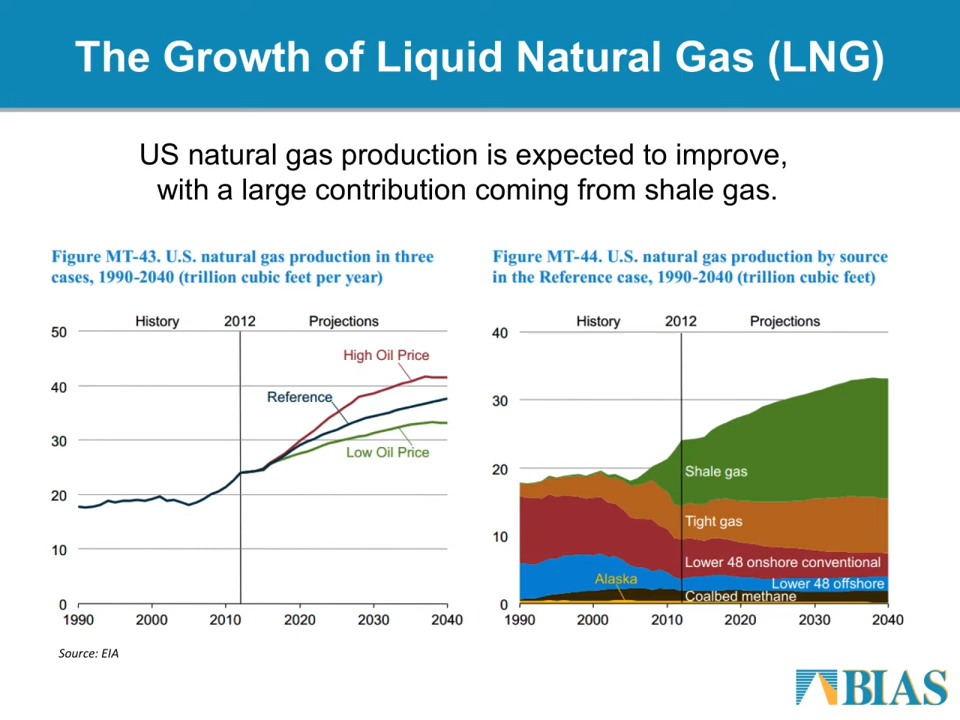 The Growth of Liquid Natural Gas (LNG)
US natural gas production is expected to improve,
with a large contribution coming from shale gas.
Figure MT-43. U.S. natural gas production in three
cases, 1990-2040 (trillion cubic feet per year)
History 2012 Projections
50
40
30
20
10
0
High Oil Price
Reference
Low Oil Price
1990 2000 2010 2020 2030 2040
Figure MT-44. U.S. natural gas production by source
in the Reference case, 1990-2040 (trillion cubic feet)
History 2012 Projections
40
30
20
10
0
Shale gas
Tight gas
Lower 48 onshore conventional
Alaska
Lower 48 offshore
Coalbed methane
1990 2000 2010 2020 2030 2040
Source: EIA
BIAS